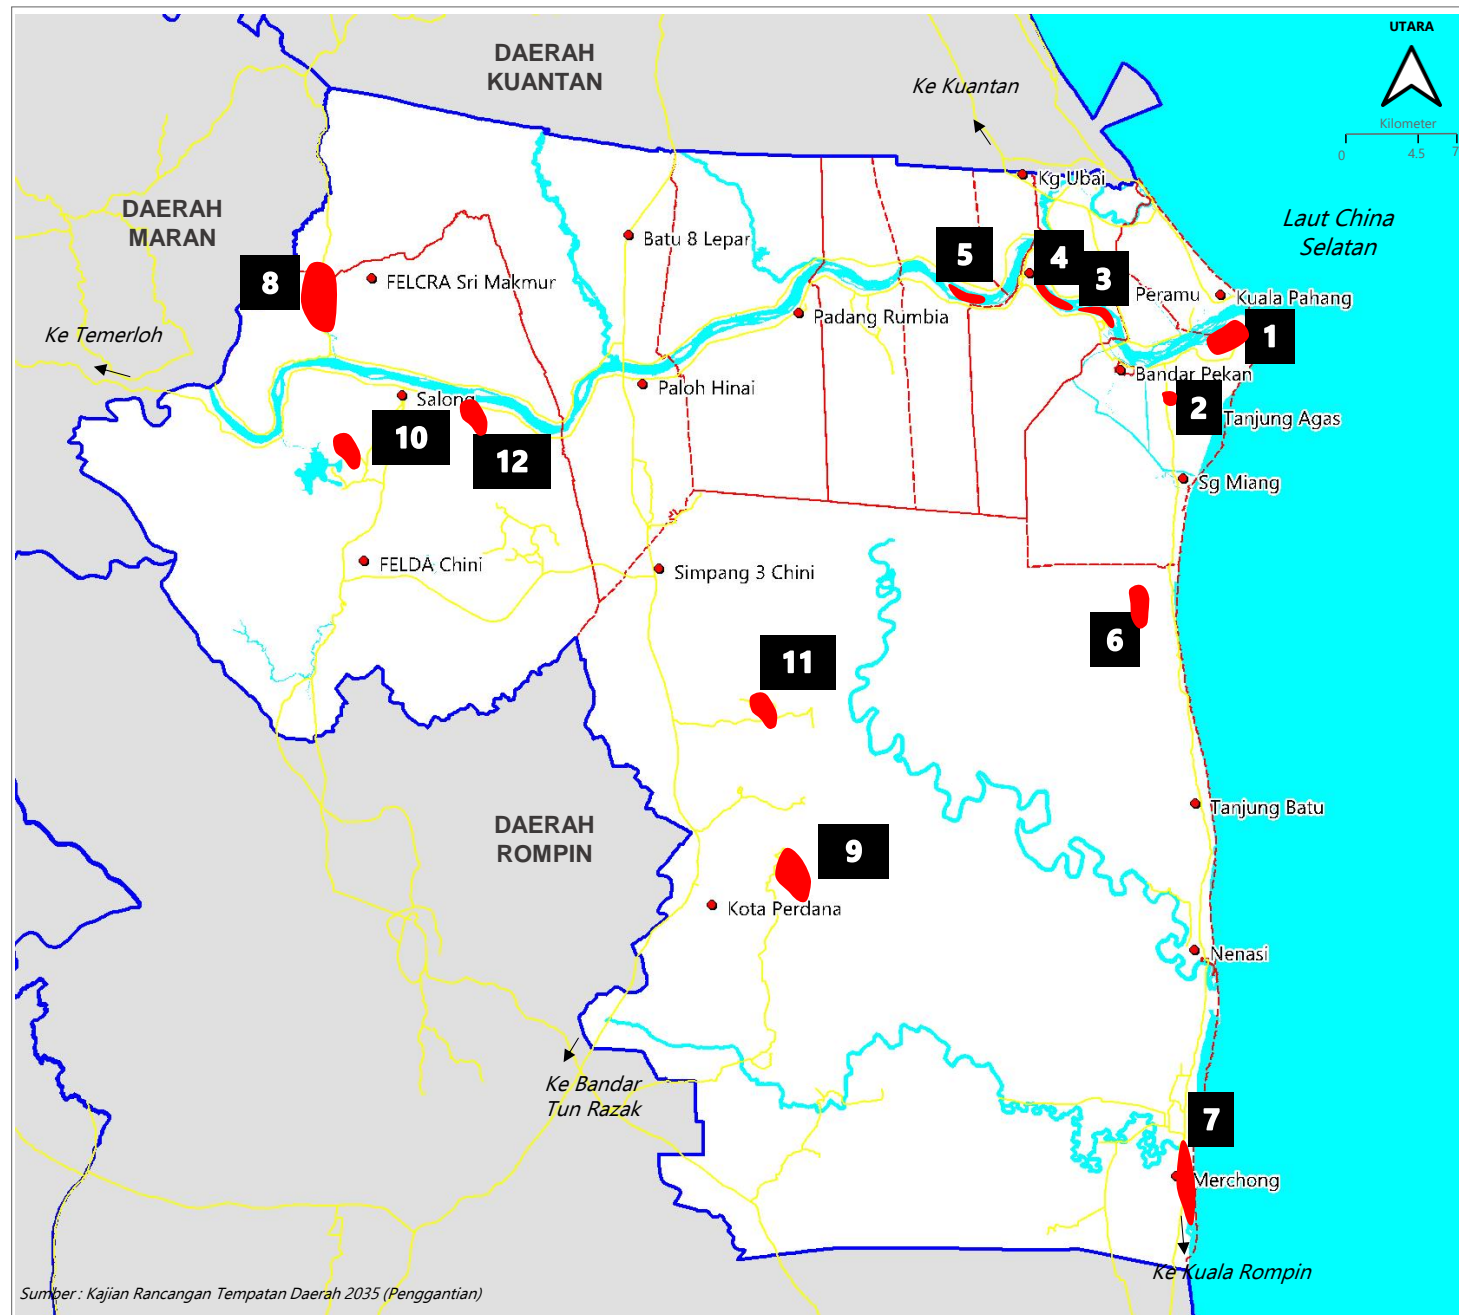 UTARA
DAERAH
KUANTAN
Ke Kuantan
Kilometer
0 4.5 7
Kg Ubai
DAERAH
MARAN
Laut China
Selatan
Batu 8 Lepar
5
4
8
FELCRA Sri Makmur
3
Peramu
Kuala Pahang
Ke Temerloh
Padang Rumbia
1
Bandar Pekan
Paloh Hinai
Salong
2
Tanjung Agas
10
12
Sg Miang
FELDA Chini
Simpang 3 Chini
6
11
Tanjung Batu
DAERAH
ROMPIN
9
Kota Perdana
Nenasi
Ke Bandar
Tun Razak
7
Merchong
Ke Kuala Rompin
Sumber : Kajian Rancangan Tempatan Daerah 2035 (Penggantian)